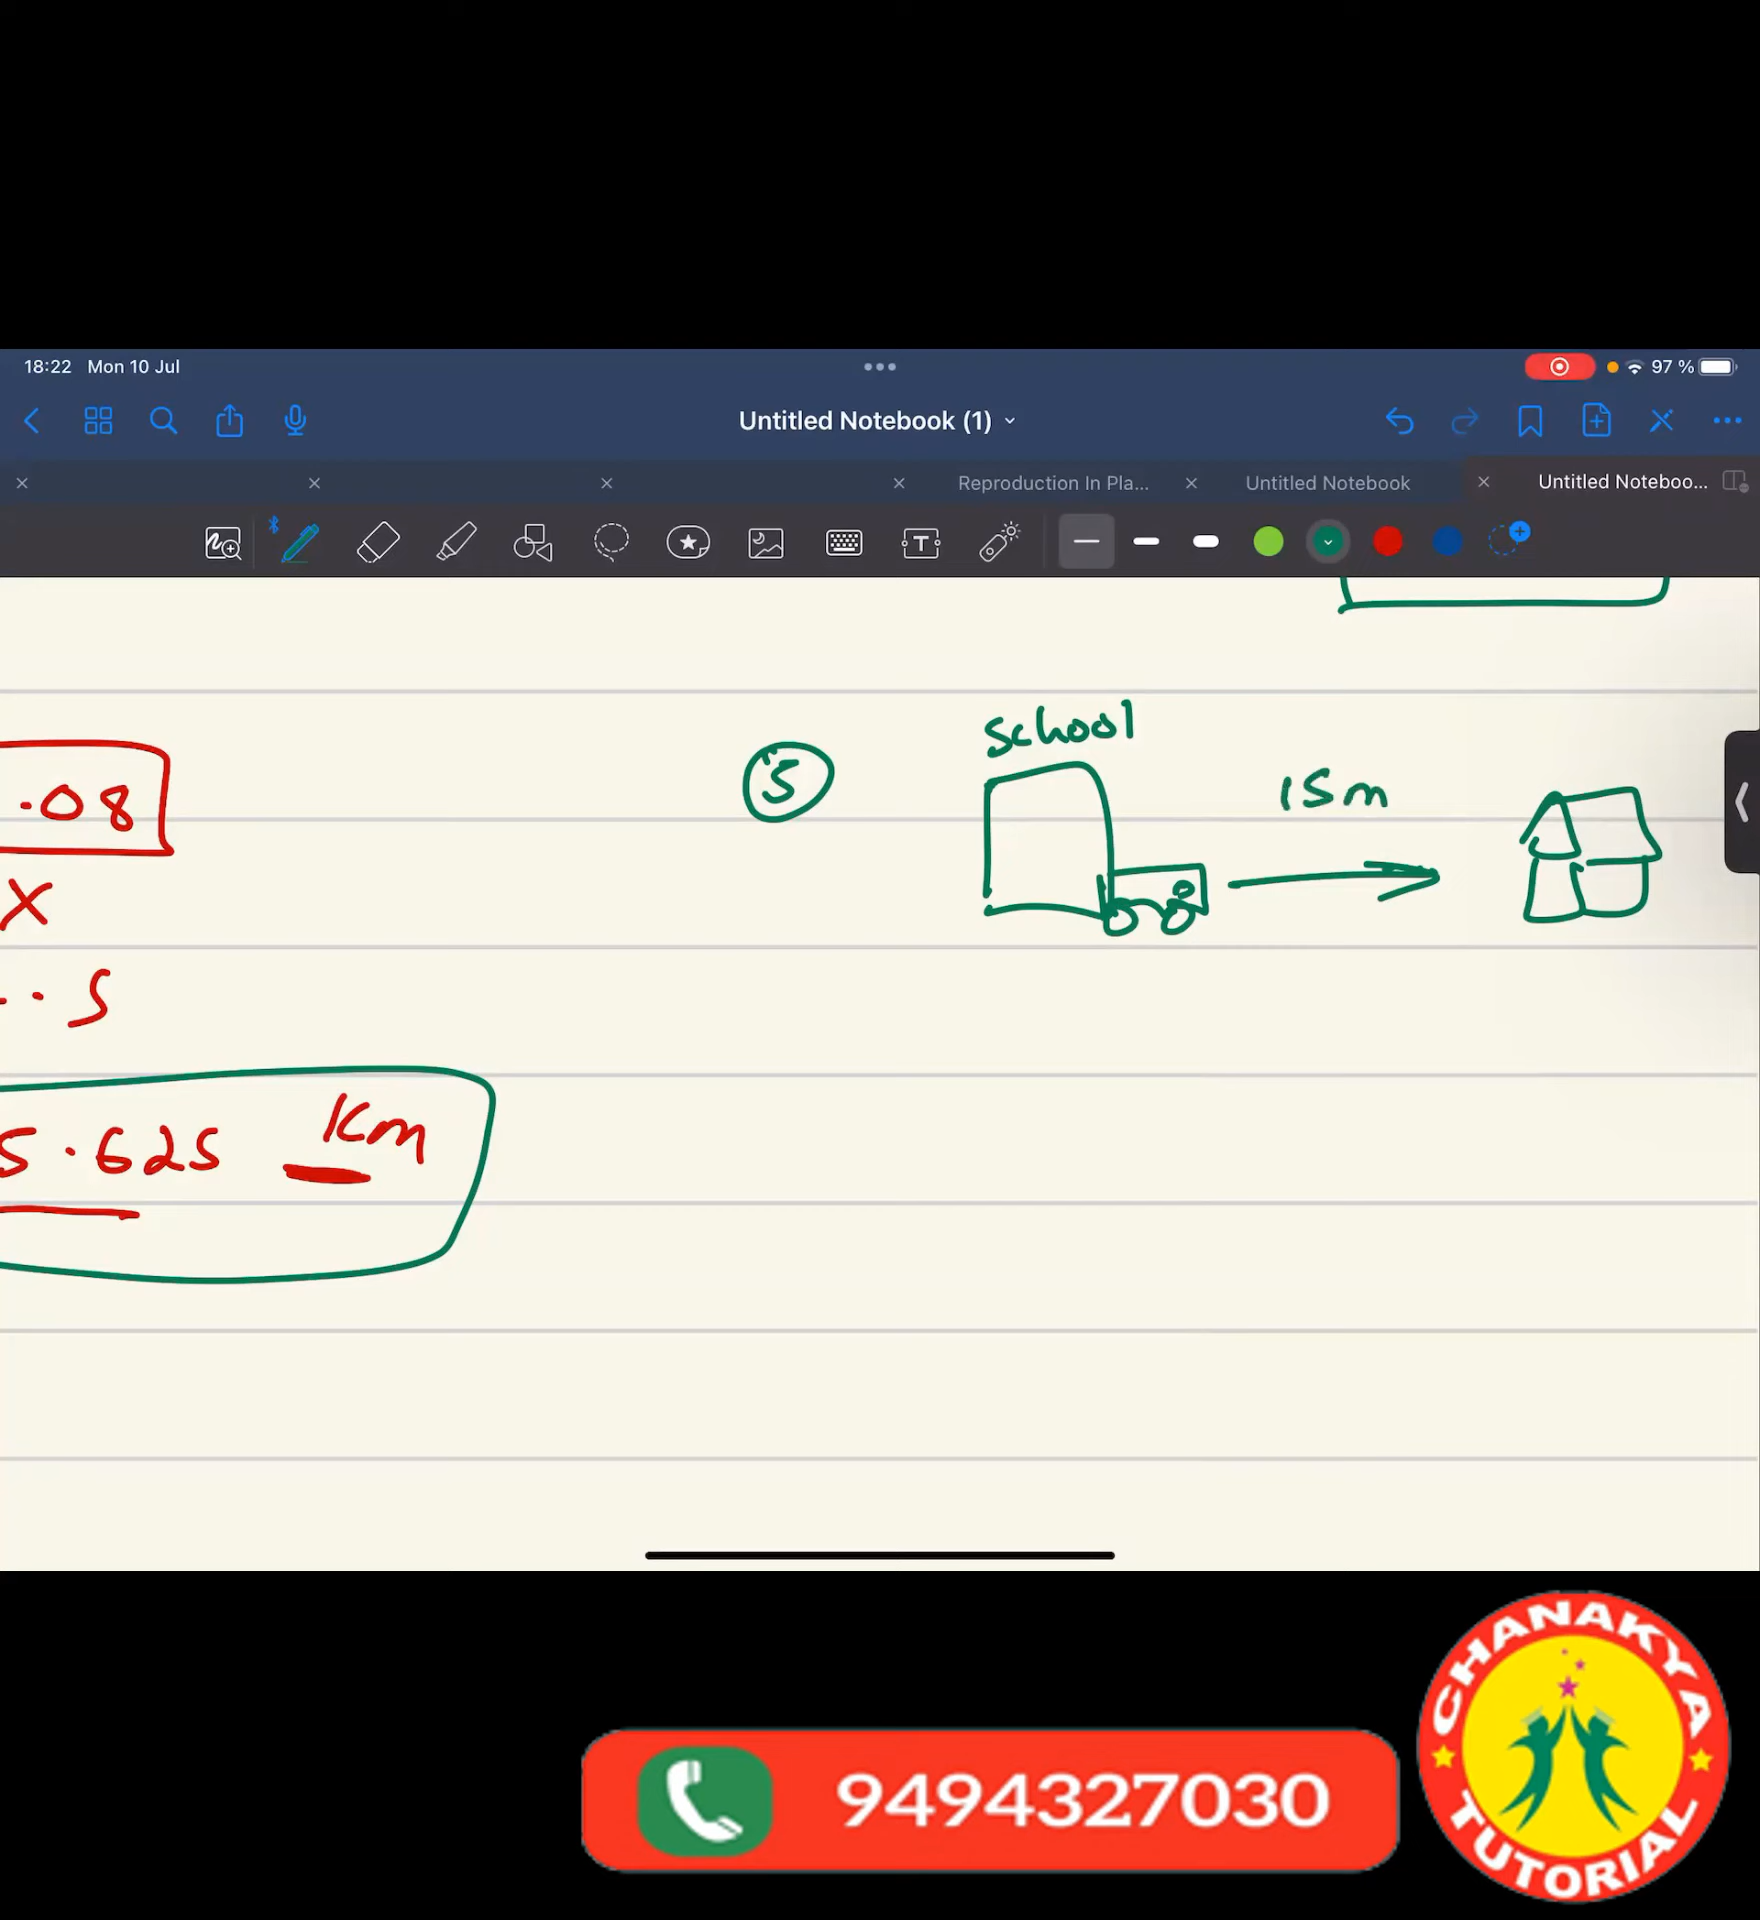 18:22 Mon 10 Jul
97 %
Untitled Notebook (1)
Reproduction In Pla...
Untitled Notebook
Untitled Noteboo...
T
school
5
15m
.08
X
.. S
5.625 Km
9494327030
CHANAKYA
TUTORIAL